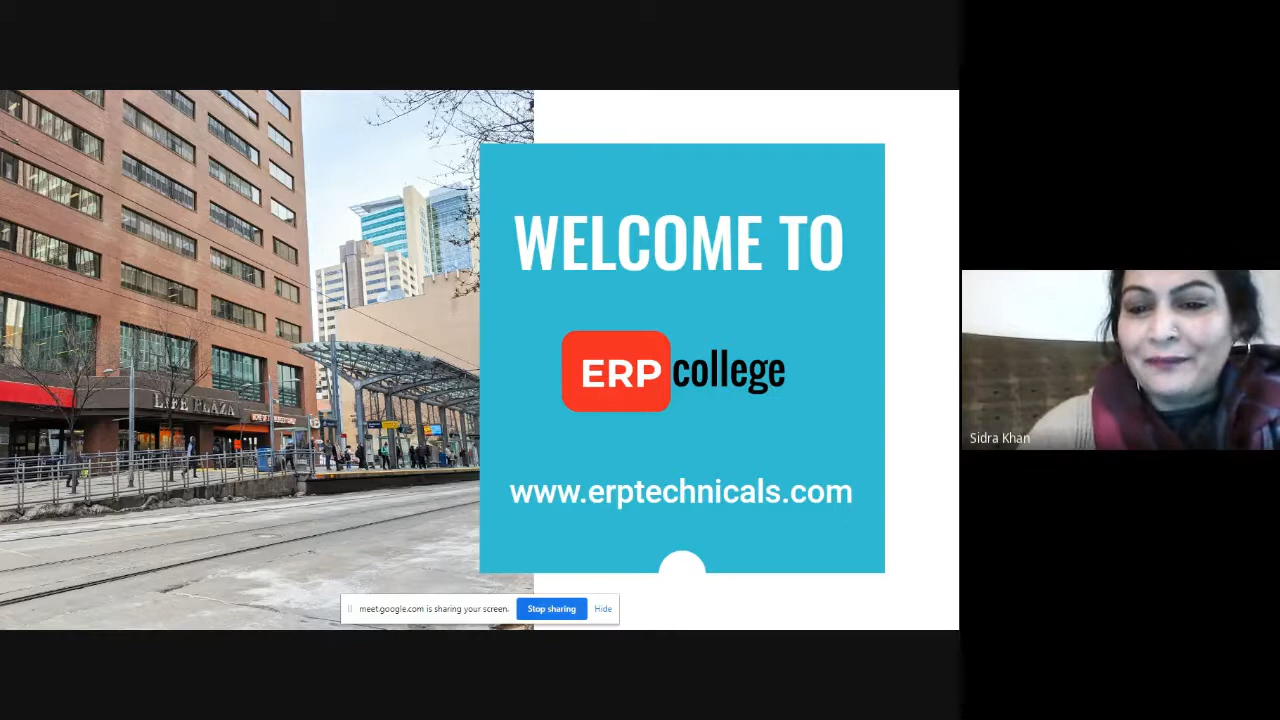 WELCOME TO
ERP college
www.erptechnicals.com
LIFE PLAZA
meet.google.com is sharing your screen.
Stop sharing
Hide
Sidra Khan